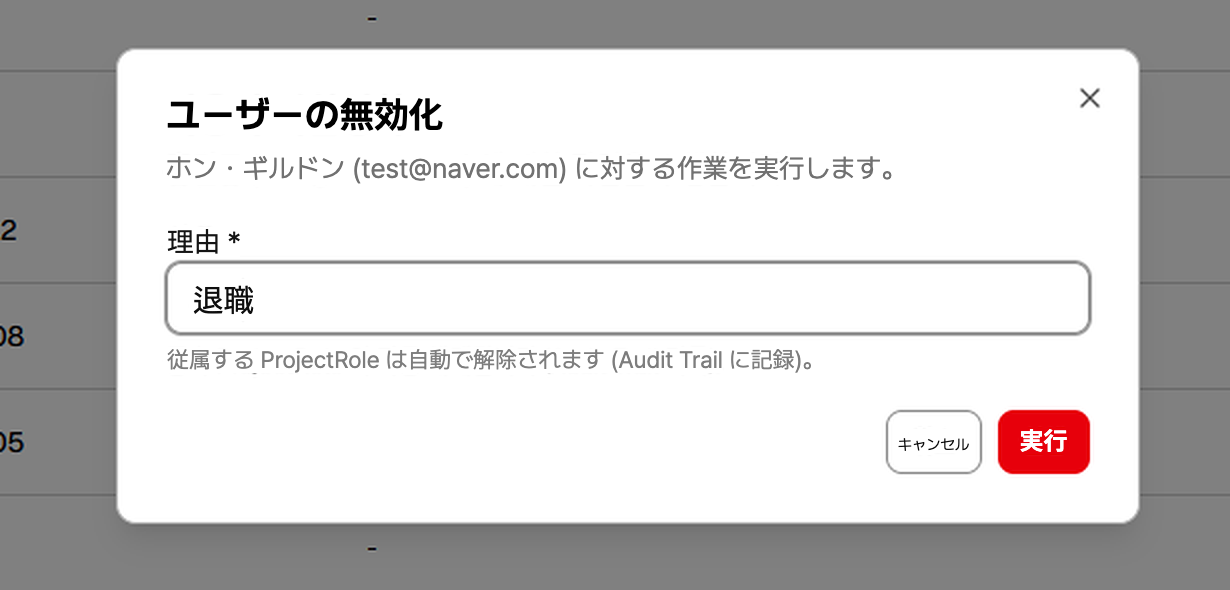 -
ユーザーの無効化
ホン・ギルドン (test@naver.com) に対する作業を実行します。
2
理由 *
退職
08
従属する ProjectRole は自動で解除されます (Audit Trail に記録)。
05
キャンセル
実行
-